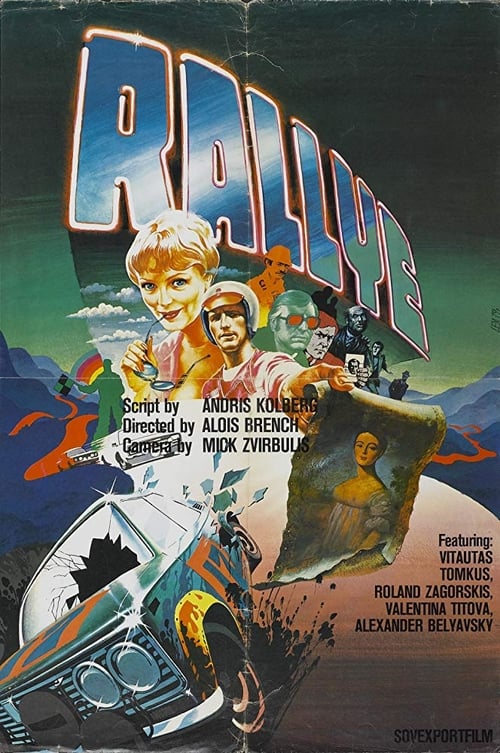 RALLYE
Script by ANDRIS KOLBERG
Directed by ALOIS BRENCH
Camera by MICK ZVIRBULIS
Featuring:
VITAUTAS
TOMKUS,
ROLAND ZAGORSKIS,
VALENTINA TITOVA,
ALEXANDER BELYAVSKY
SOVEXPORTFILM